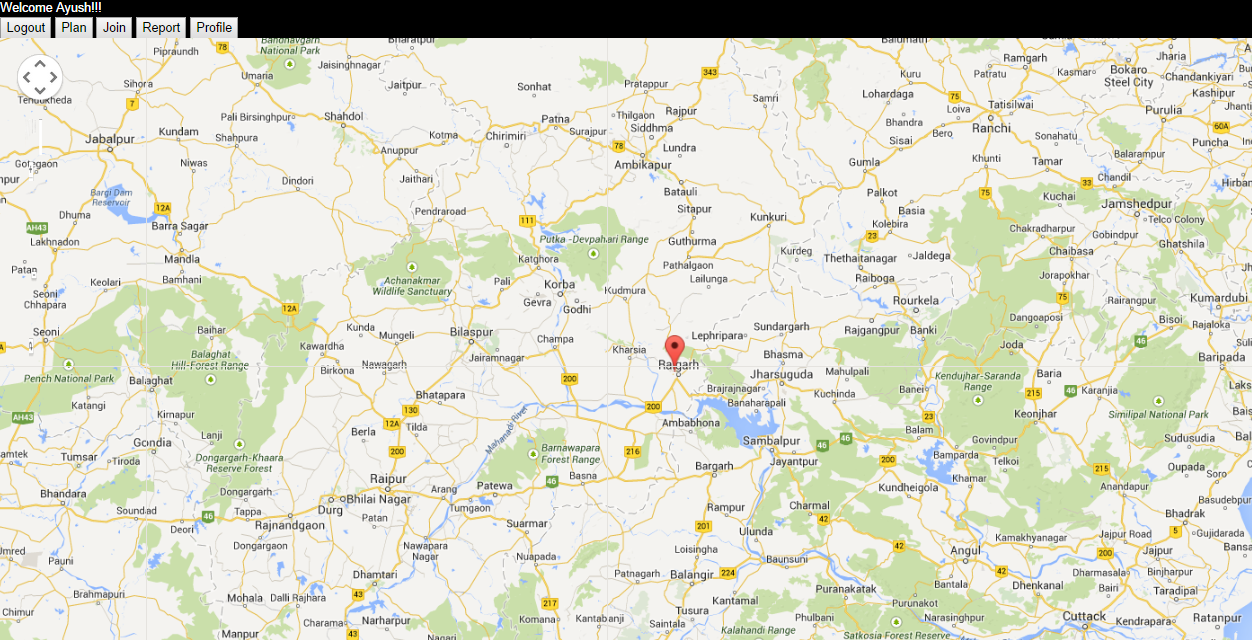 Welcome Ayush!!!
Logout Plan Join Report Profile
Bandhavgarh
National Park
Pipraundh
78
Jaisinghnagar
Umaria
Sihora
Jaitpur
Sonhat
Pratappur
343
Samri
Kuru
Patratu
Ramgarh
Kasmar
Bokaro
Steel City
Jharia
Chandankiyari
Kashipur
7
Jabalpur
Kundam
Pali Birsinghpur
Shahpura
Shahdol
Kotma
Chirimiri
Patna
Surajpur
Thilgaon
Siddhma
Rajpur
Lundra
Lohardaga
75
Loiva
Tatisilwai
Ranchi
Bhandra
Sisai
Bero
Sonahatu
Purulia
60A
Puncha
Niwas
Anuppur
Jaithari
Dindori
78
Ambikapur
Gumla
Khunti
Tamar
Balarampur
Bargi Dam
Reservoir
12A
Dhuma
Barra Sagar
Pendraroad
111
Batauli
Sitapur
Kunkuri
Palkot
Basia
75
33
Chandil
Kuchai
Jamshedpur
Telco Colony
AH43
Lakhnadon
Mandla
Bamhani
Putka -Devpahari Range
Guthurma
Kolebira
23
Kurdeg
Thethaitanagar
Jaldega
Chakradharpur
Gobindpur
Chaibasa
Ghatshila
Keolari
Seoni
Chhapara
Achanakmar
Wildlife Sanctuary
Katghora
Pali
Korba
Pathalgaon
Lailunga
Raiboga
Jorapokhar
75
Rairangpur
Kumardubi
Gevra
Godhi
Kudmura
Rourkela
Seoni
12A
Baihar
Kunda
Mungeli
Bilaspur
Champa
Lephripara
Sundargarh
Rajgangpur
Banki
Dangoaposi
Bisoi
Rajaloka
Kawardha
Balaghat
Hill-Forest Range
Birkona
Nawagarh
Jairamnagar
Kharsia
Raigarh
Bhasma
Jharsuguda
Mahulpali
Joda
46
Baripada
Pench National Park
Balaghat
200
Brajrajnagar
Banei
Kendujhar-Saranda
Range
Baria
Katangi
Bhatapara
Banaharapali
Kuchinda
215
46
Karanjia
AH43
Kirnapur
130
200
Mahanadi River
Keonjhar
Similipal National Park
12A
Tilda
Berla
Ambabhona
23
Balam
Lanji
Gondia
Sambalpur
46
46
Govindpur
Sudusudia
Tumsar
Tiroda
Dongargarh-Khaara
Reserve Forest
200
Barnawapara
Forest Range
216
Jayantpur
200
Bamparda
Telkoi
215
Oupada
Raipur
Basna
Bargarh
Khamar
Soro
Bhandara
Dongargarh
Bhilai Nagar
Arang
Patewa
46
Kundheigola
Anandapur
Basudebpur
Soundad
Tappa
Durg
Tumgaon
Rampur
Charmal
Bhadrak
46
Deori
Rajnandgaon
Patan
Suarmar
201
Ulunda
42
5
Gujidarada
Dongargaon
Nawapara
Nagar
Nuapada
Loisingha
Baunsuni
42
Angul
Kamakhyanagar
Jajpur Road
200
Jajpur
Pauni
Dhamtari
Patnagarh
Balangir
224
Puranakatak
42
Dhenkanal
Dharmasala
Binjharpur
Brahmapuri
43
217
Kantamal
Bantala
Bairi
Taradipal
Mohala
Dalli Rajhara
Komana
Tusura
Purunakot
Chimur
Charama
Narharpur
Kantabanji
Saintala
Phulbani
Narasinghpur
Cuttack
Kendrapara
Ratanpur
Manpur
43
Kalahandi Range
Satkosia Forest Reserve